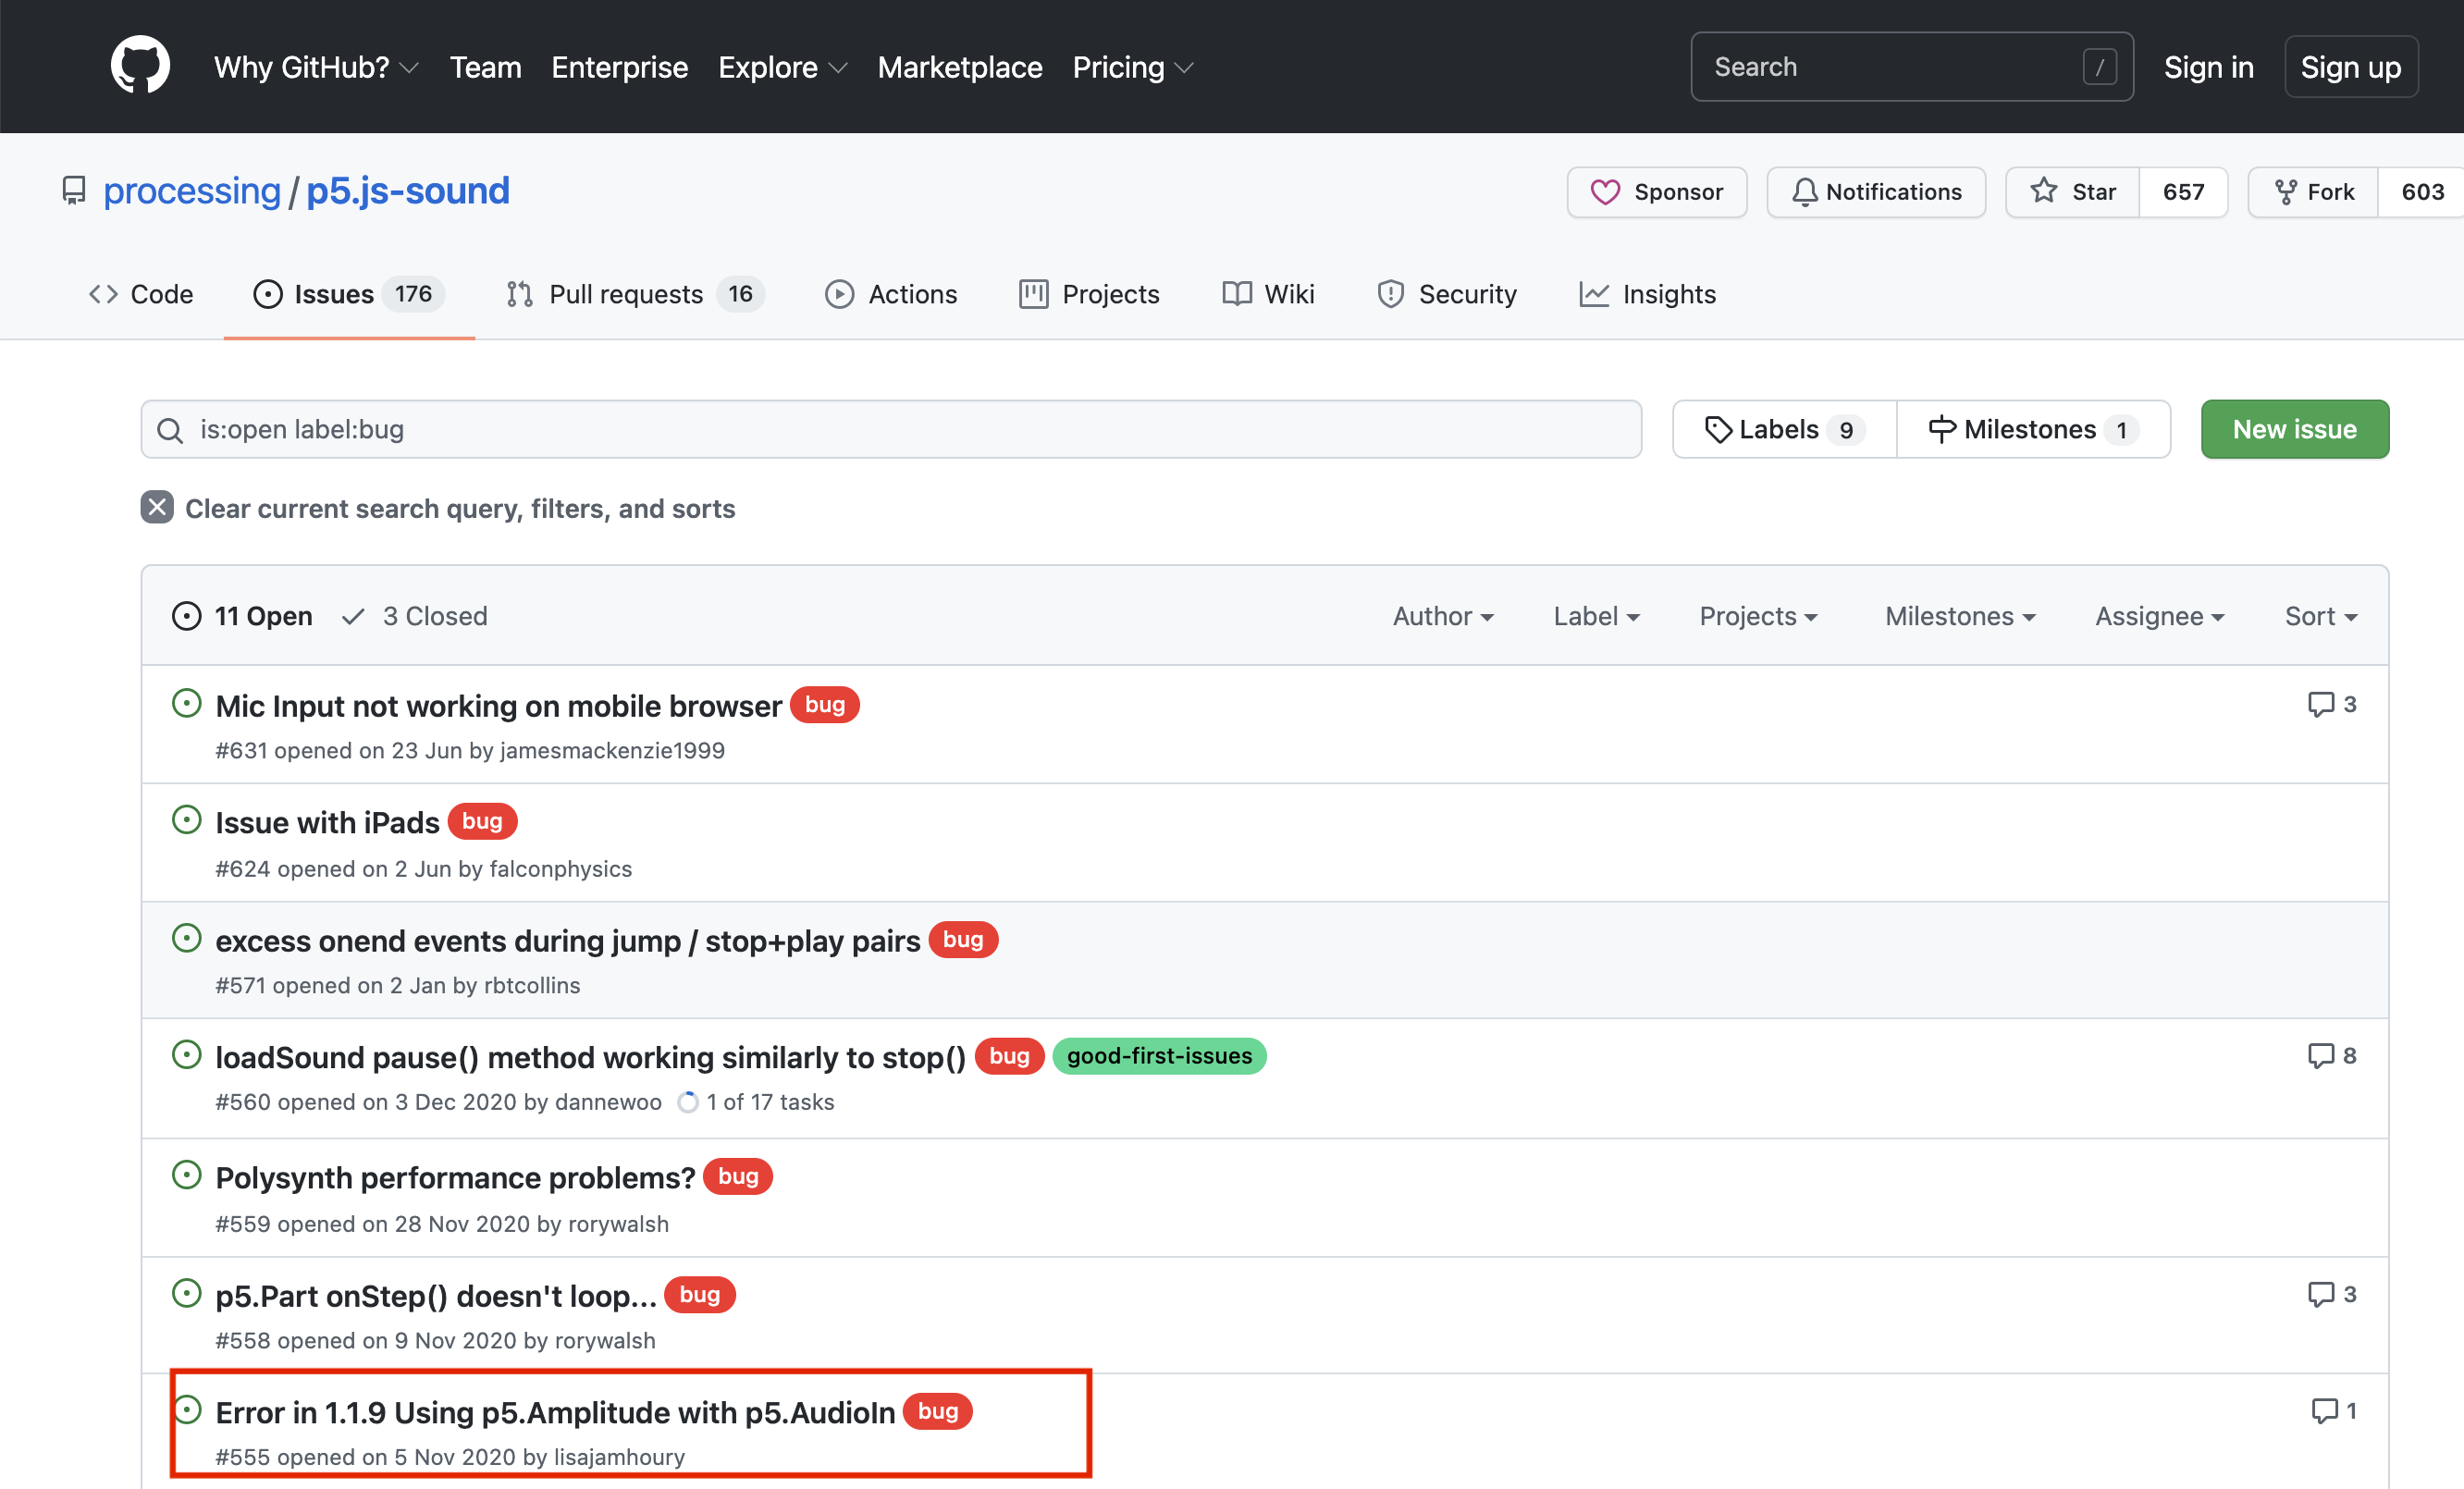 Why GitHub? Team Enterprise Explore Marketplace Pricing Search / Sign in Sign up
processing / p5.js-sound Sponsor Notifications Star 657 Fork 603
Code Issues 176 Pull requests 16 Actions Projects Wiki Security Insights
is:open label:bug Labels 9 Milestones 1 New issue
Clear current search query, filters, and sorts
11 Open 3 Closed Author Label Projects Milestones Assignee Sort
Mic Input not working on mobile browser bug 3
#631 opened on 23 Jun by jamesmackenzie1999
Issue with iPads bug
#624 opened on 2 Jun by falconphysics
excess onend events during jump / stop+play pairs bug
#571 opened on 2 Jan by rbtcollins
loadSound pause() method working similarly to stop() bug good-first-issues 8
#560 opened on 3 Dec 2020 by dannewoo 1 of 17 tasks
Polysynth performance problems? bug
#559 opened on 28 Nov 2020 by rorywalsh
p5.Part onStep() doesn't loop... bug 3
#558 opened on 9 Nov 2020 by rorywalsh
Error in 1.1.9 Using p5.Amplitude with p5.AudioIn bug 1
#555 opened on 5 Nov 2020 by lisajamhoury